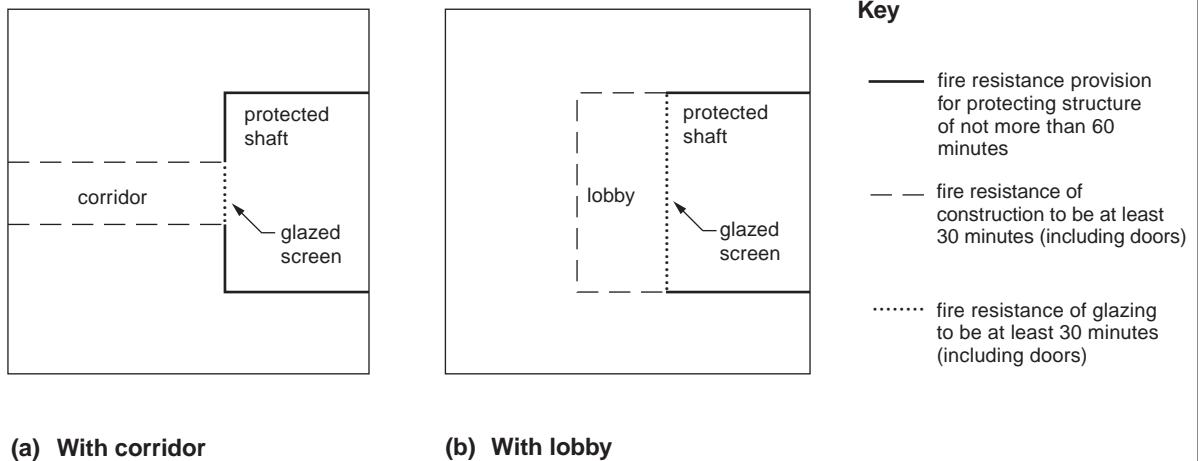 Key
protected
shaft
corridor
glazed
screen
protected
shaft
lobby
glazed
screen
fire resistance provision
for protecting structure
of not more than 60
minutes
fire resistance of
construction to be at least
30 minutes (including doors)
fire resistance of glazing
to be at least 30 minutes
(including doors)
(a) With corridor
(b) With lobby